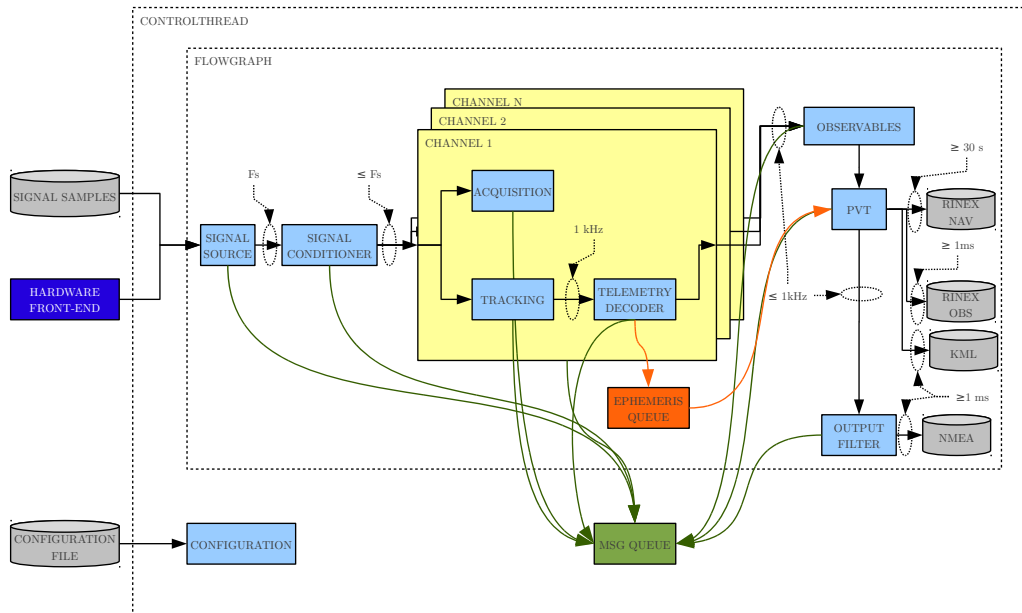 CONTROLTHREAD
FLOWGRAPH
CHANNEL N
CHANNEL 2
CHANNEL 1
OBSERVABLES
≥ 30 s
SIGNAL SAMPLES
Fs
≤ Fs
ACQUISITION
PVT
RINEX
NAV
SIGNAL
SOURCE
SIGNAL
CONDITIONER
1 kHz
≥ 1ms
HARDWARE
FRONT-END
TRACKING
TELEMETRY
DECODER
≤ 1kHz
RINEX
OBS
KML
EPHEMERIS
QUEUE
≥1 ms
OUTPUT
FILTER
NMEA
CONFIGURATION
FILE
CONFIGURATION
MSG QUEUE